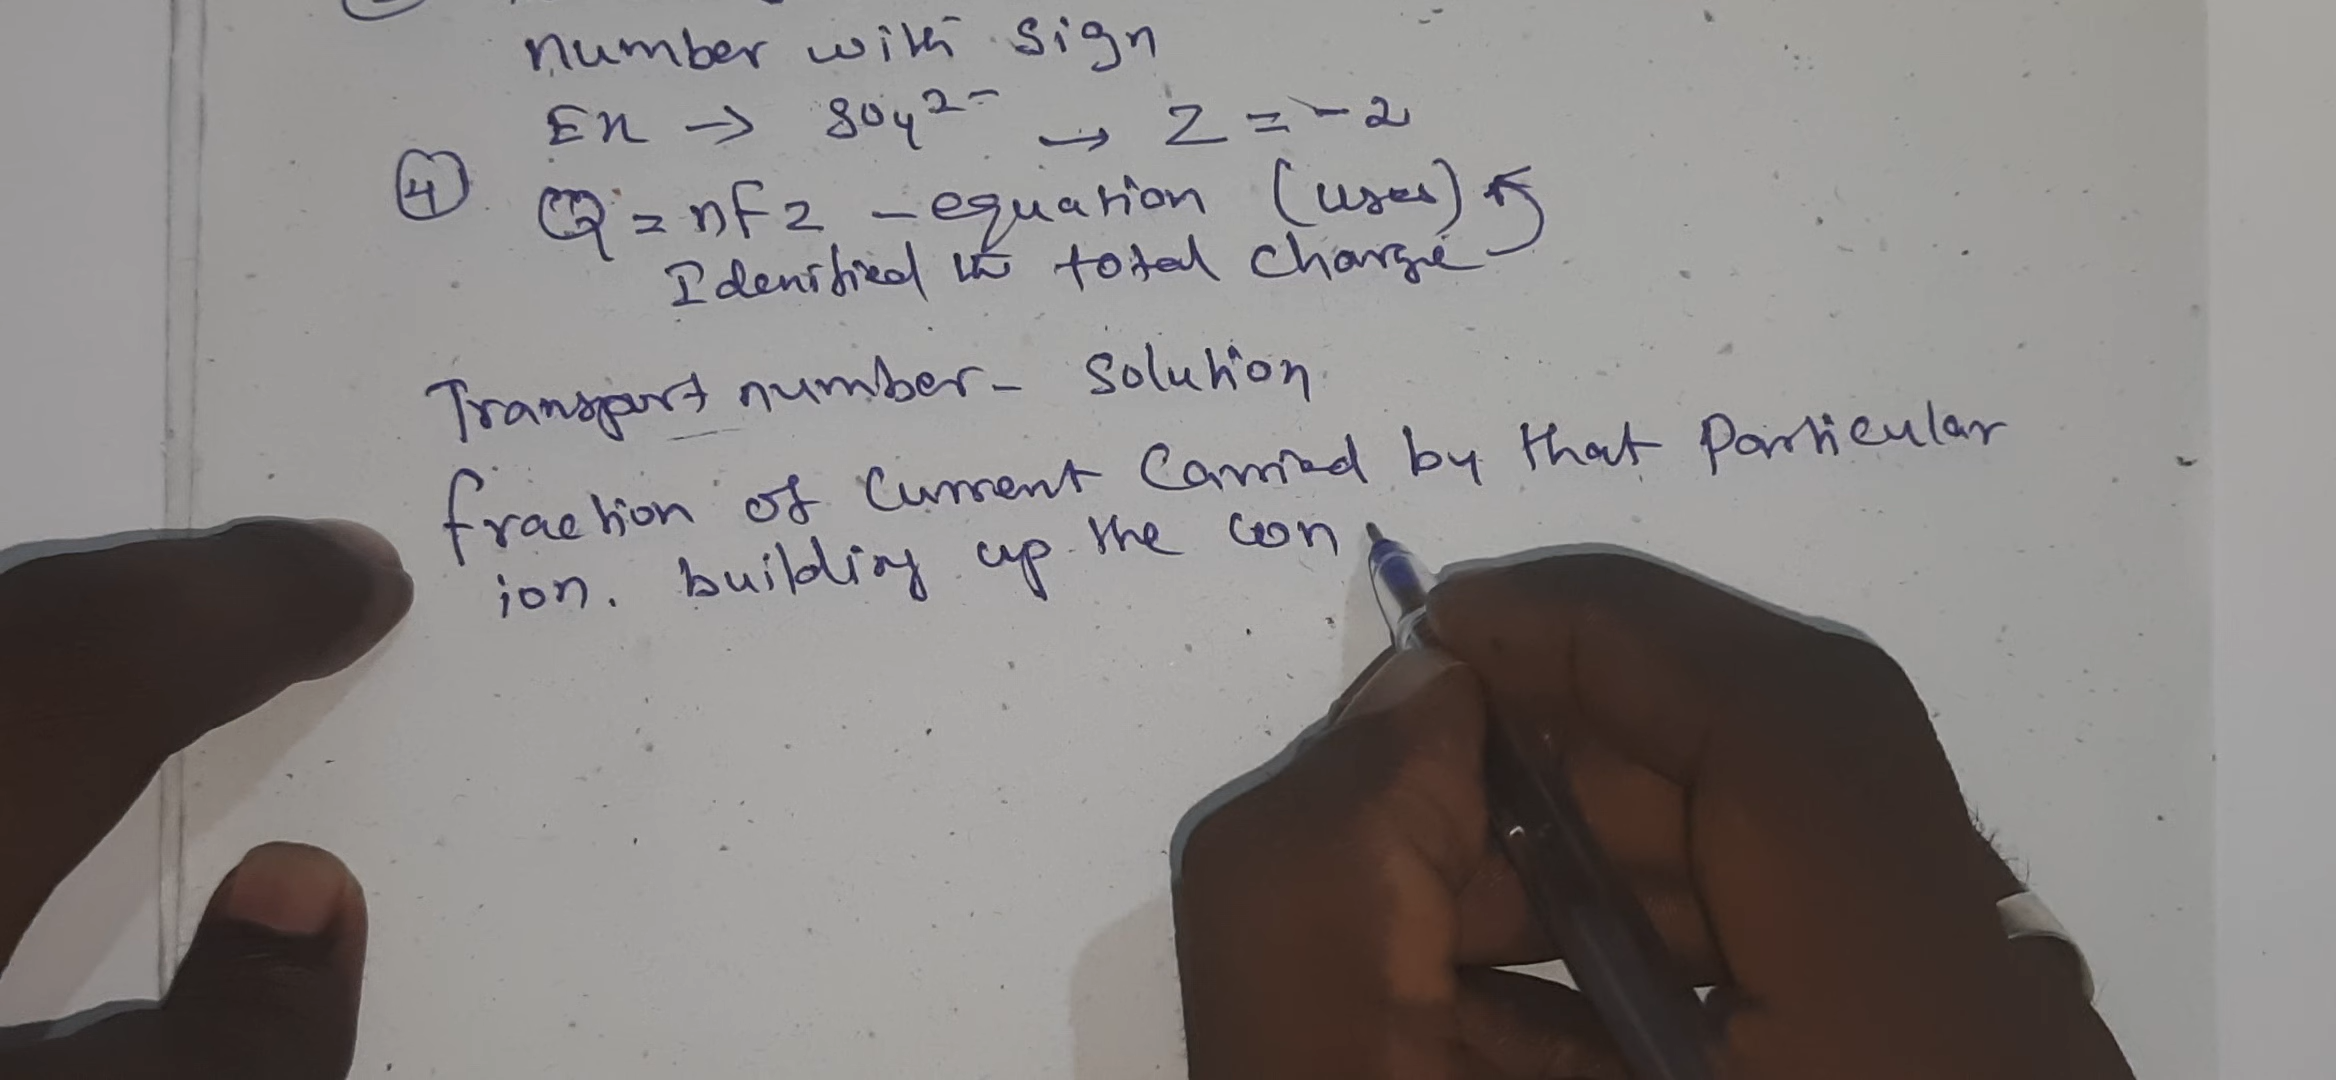 number with sign
Ex → SO4 2- → Z = -2
④ Q = nFz - equation (uses)
Identified the total charge
Transport number - Solution
fraction of current carried by that particular
ion. building up the con